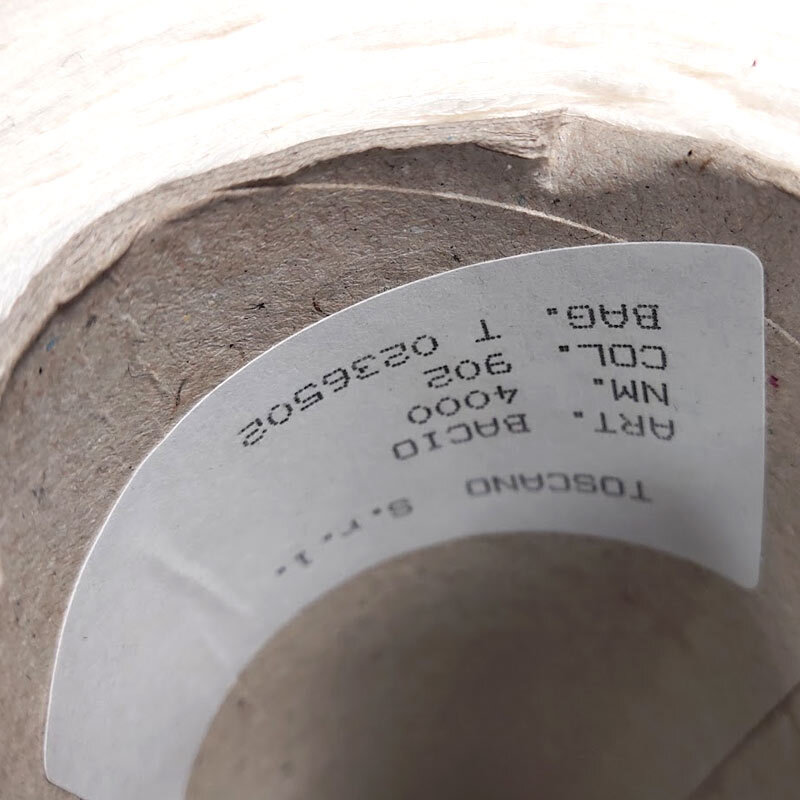 TOSCANO S.r.l.
ART. BACIO
NM. 4000
COL. 902
BAG. T 0236502